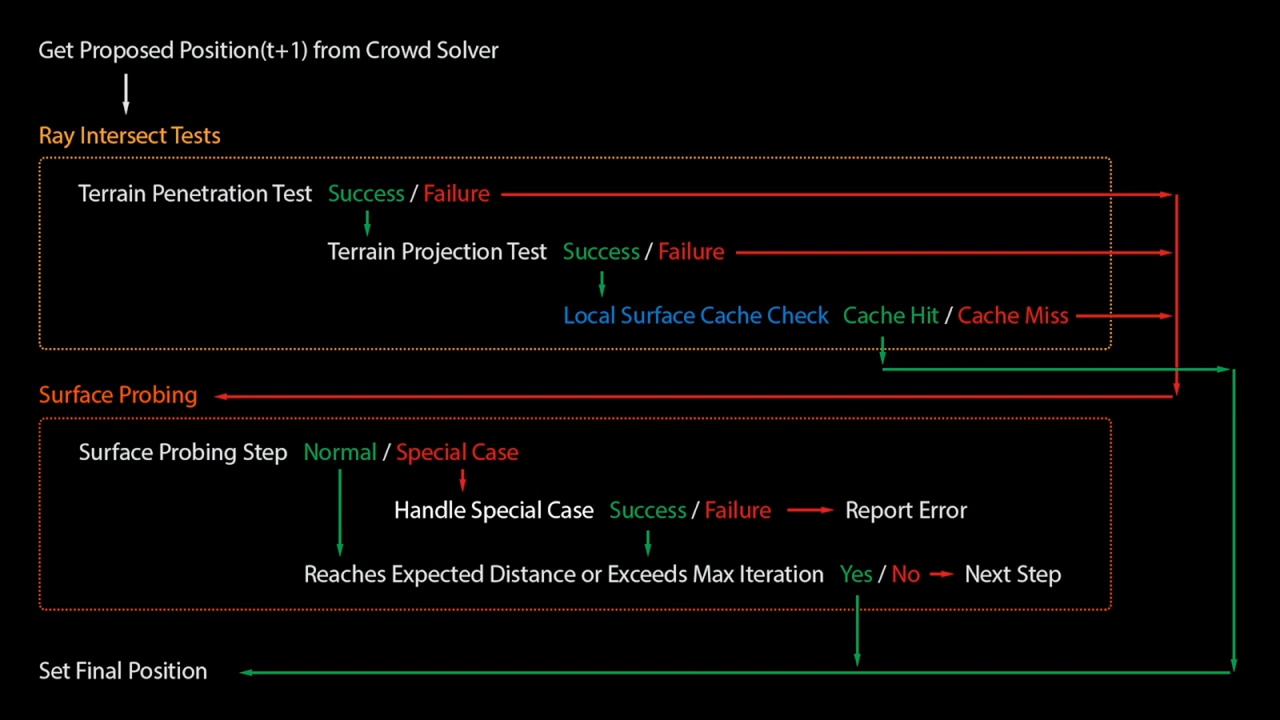 Get Proposed Position(t+1) from Crowd Solver
Ray Intersect Tests
Terrain Penetration Test Success / Failure
Terrain Projection Test Success / Failure
Local Surface Cache Check Cache Hit / Cache Miss
Surface Probing
Surface Probing Step Normal / Special Case
Handle Special Case Success / Failure Report Error
Reaches Expected Distance or Exceeds Max Iteration Yes / No Next Step
Set Final Position